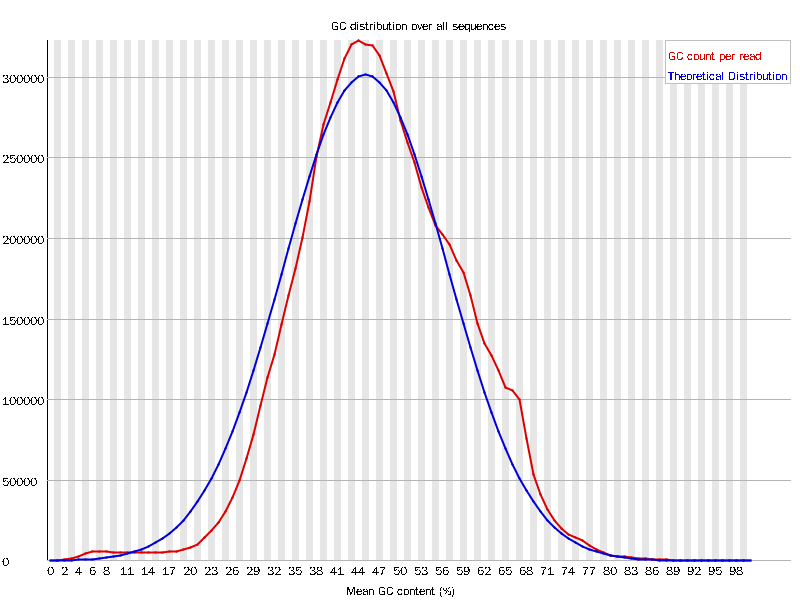 GC distribution over all sequences
GC count per read
Theoretical Distribution
300000
250000
200000
150000
100000
50000
0
0 2 4 6 8 11 14 17 20 23 26 29 32 35 38 41 44 47 50 53 56 59 62 65 68 71 74 77 80 83 86 89 92 95 98
Mean GC content (%)